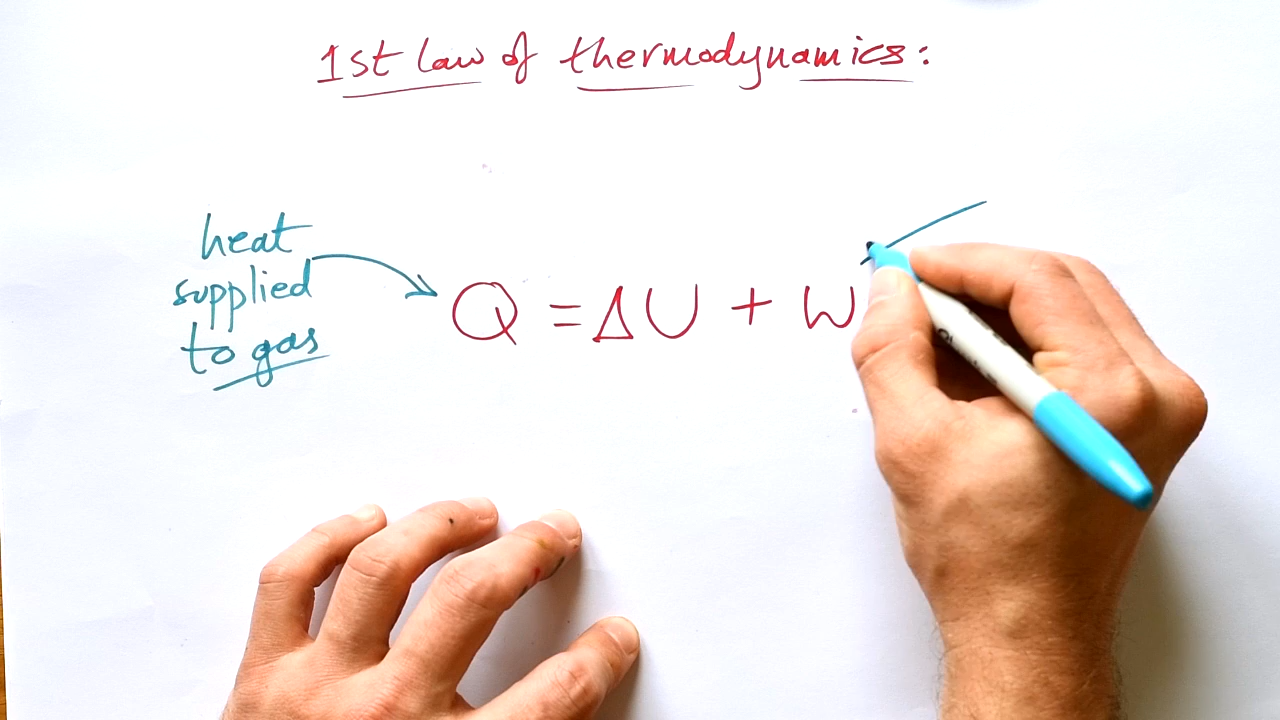 1st law of thermodynamics:
heat
supplied
to gas
Q = ΔU + W